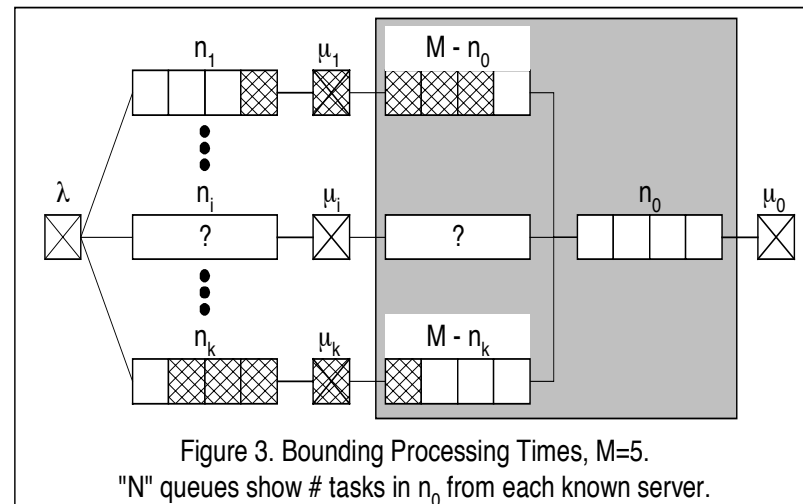 n₁ μ₁ M - n₀
λ nᵢ μᵢ n₀ μ₀
? ?
nₖ μₖ M - nₖ
Figure 3. Bounding Processing Times, M=5.
"N" queues show # tasks in n₀ from each known server.